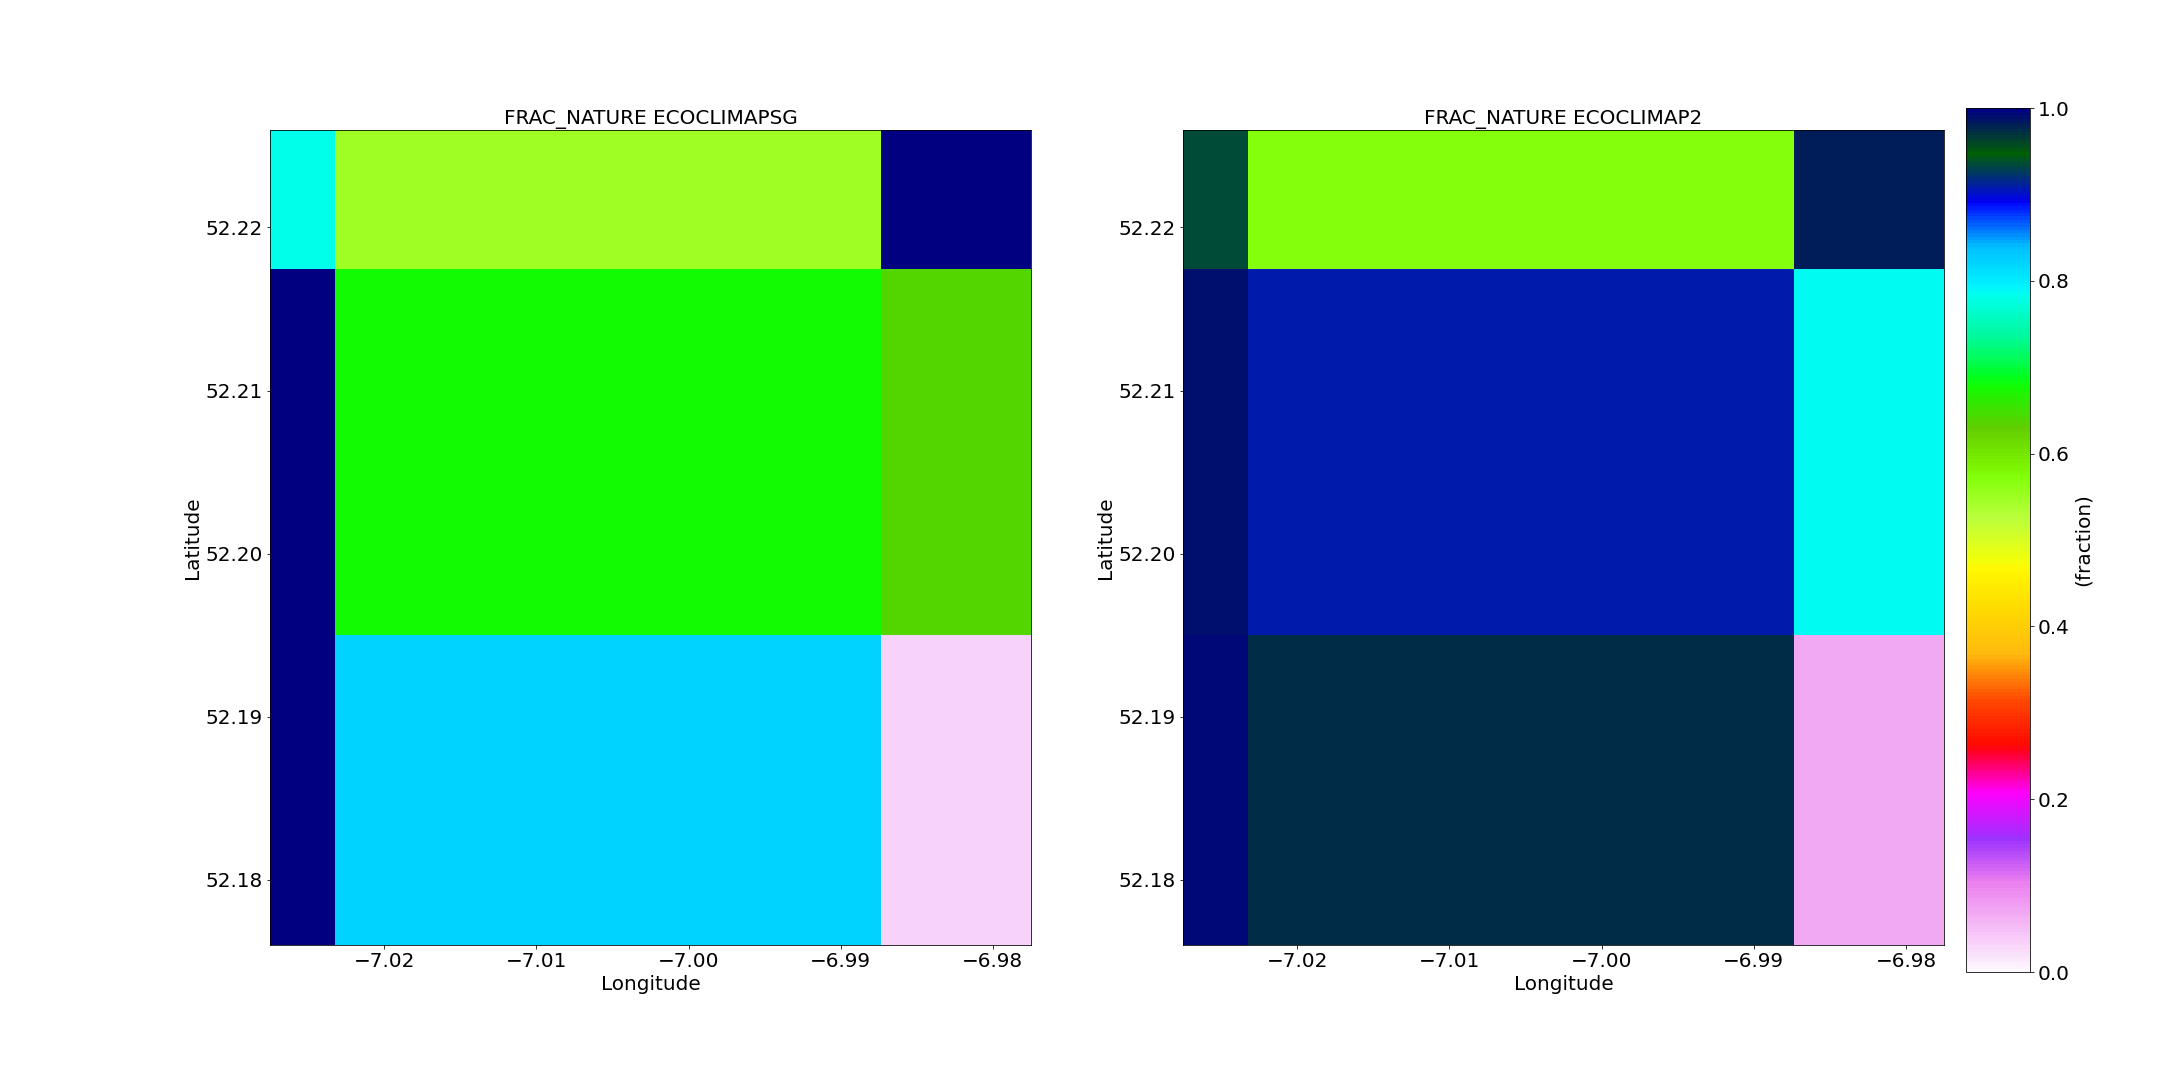 FRAC_NATURE ECOCLIMAPSG
52.22
52.21
52.20
52.19
52.18
Latitude
−7.02 −7.01 −7.00 −6.99 −6.98
Longitude
FRAC_NATURE ECOCLIMAP2
52.22
52.21
52.20
52.19
52.18
Latitude
−7.02 −7.01 −7.00 −6.99 −6.98
Longitude
1.0
0.8
0.6
0.4
0.2
0.0
(fraction)